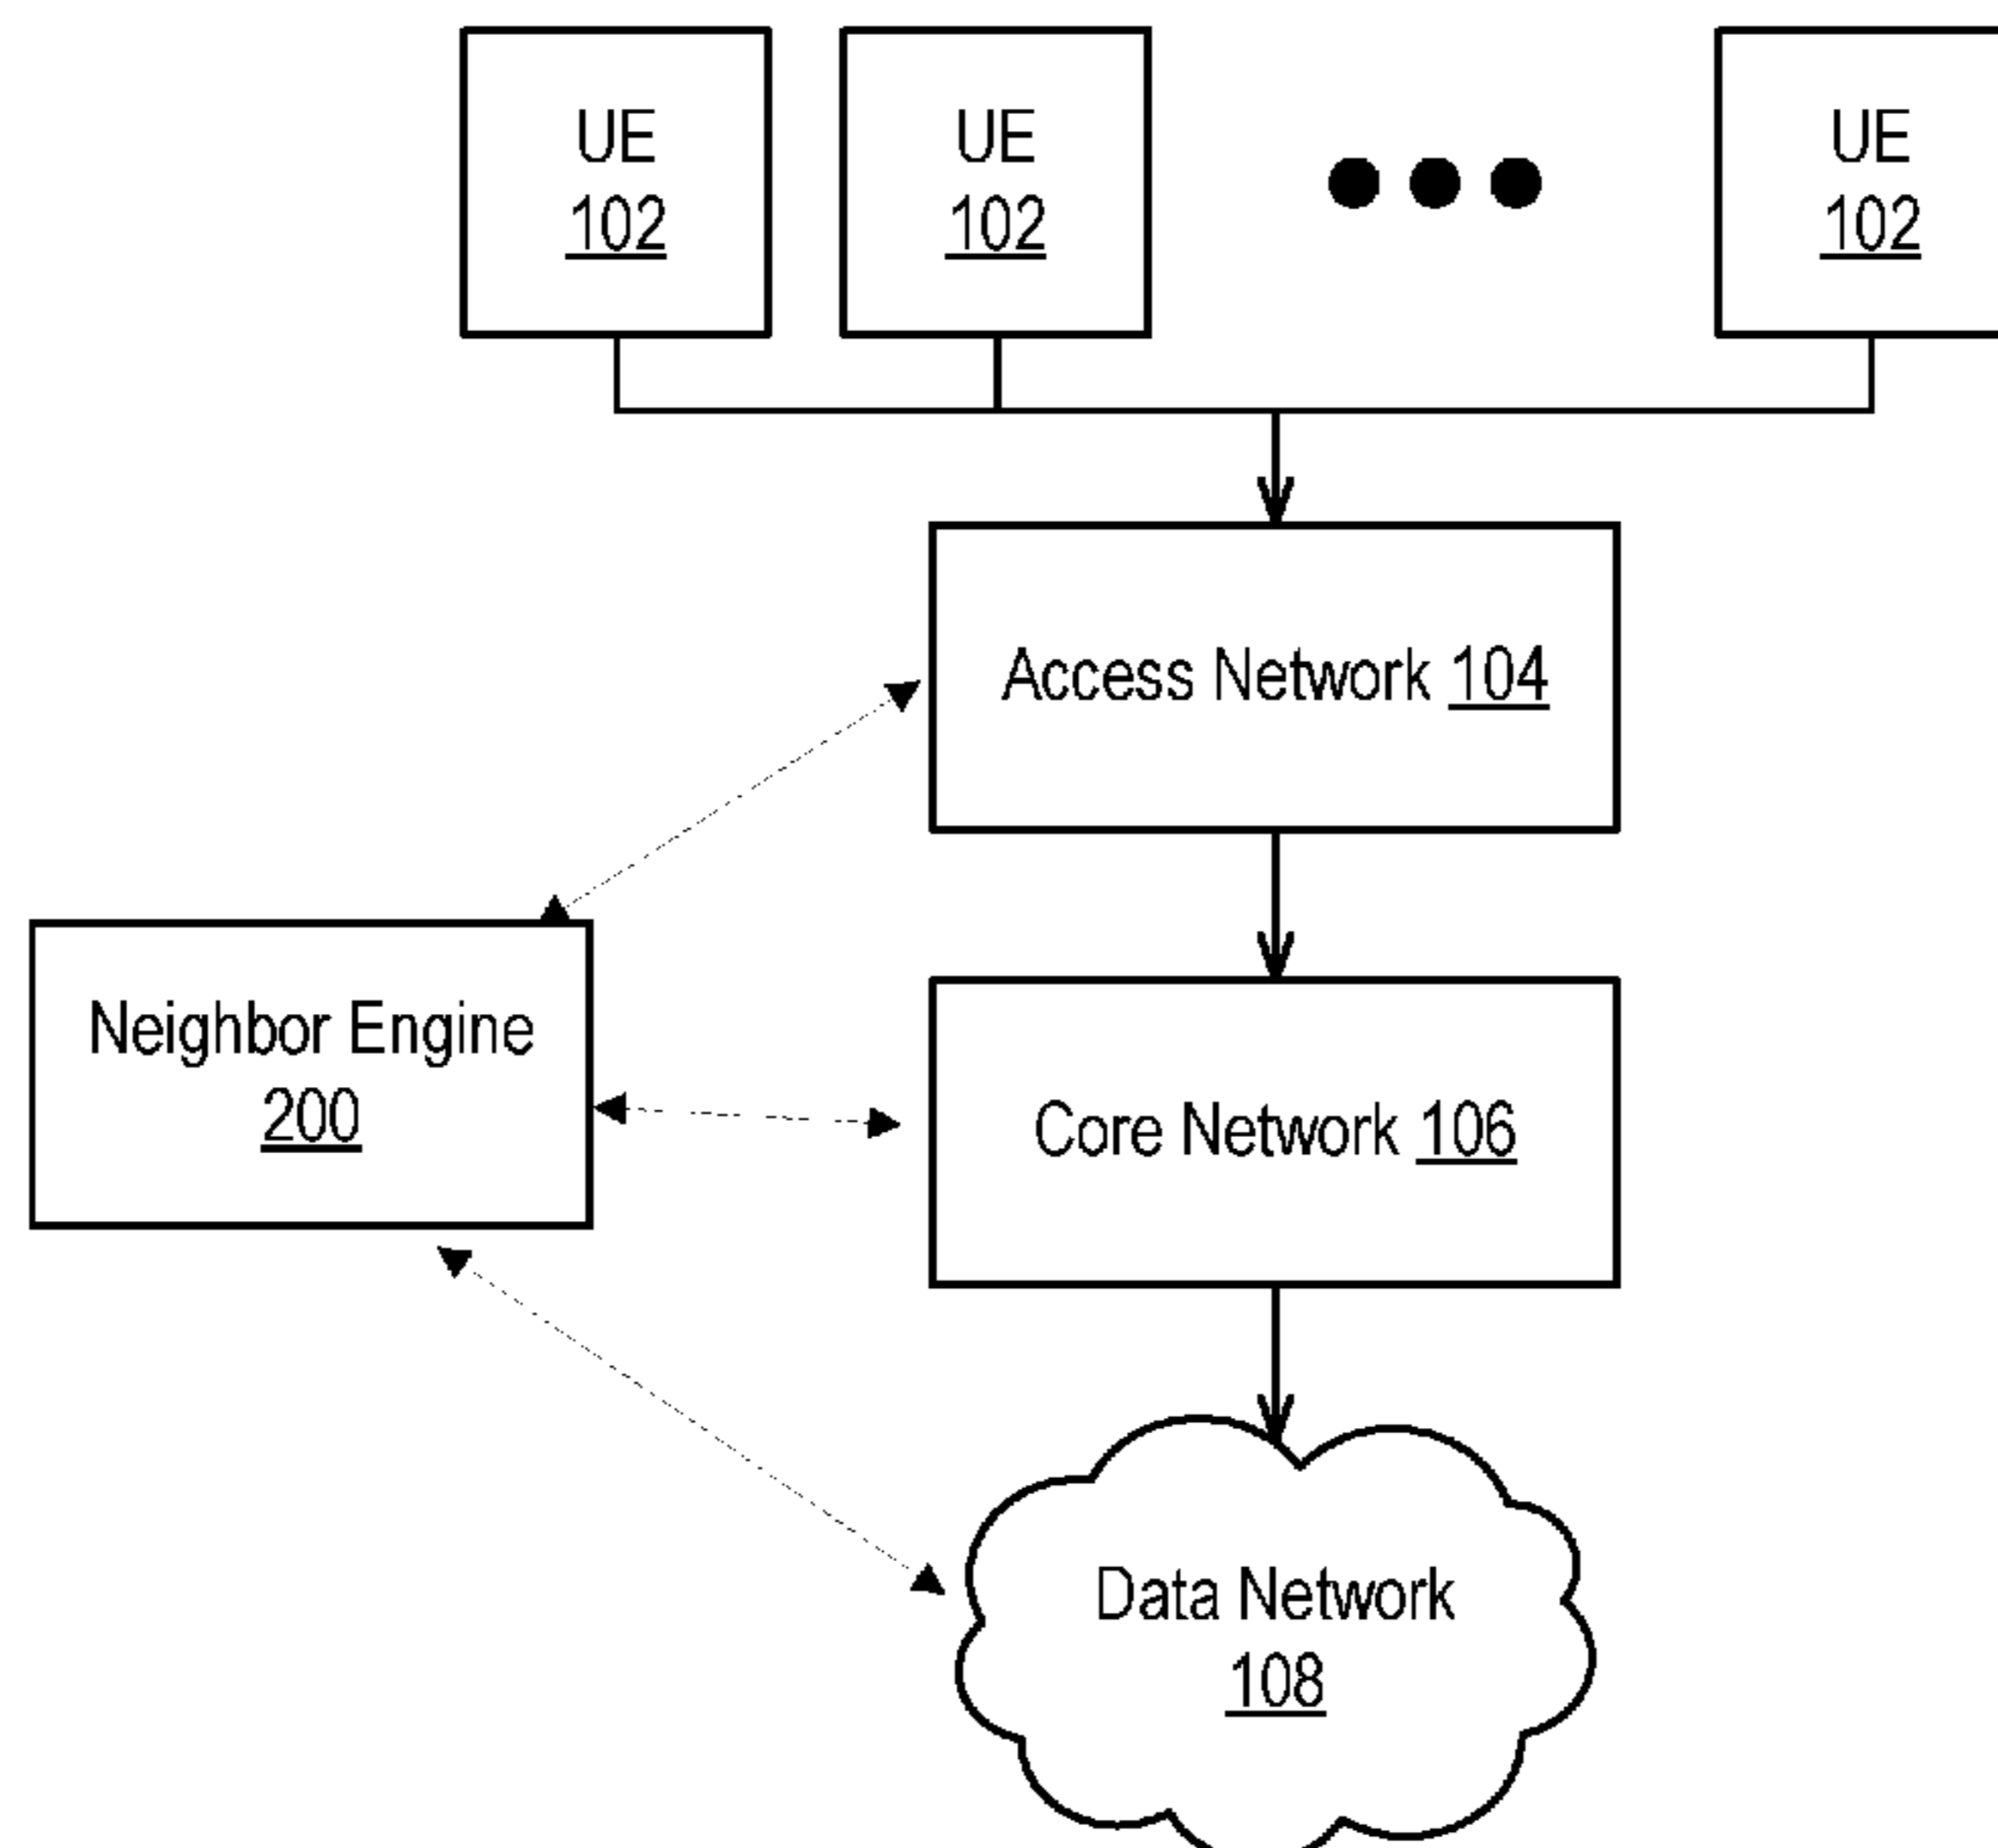 UE
102
UE
102
UE
102
Access Network 104
Neighbor Engine
200
Core Network 106
Data Network
108